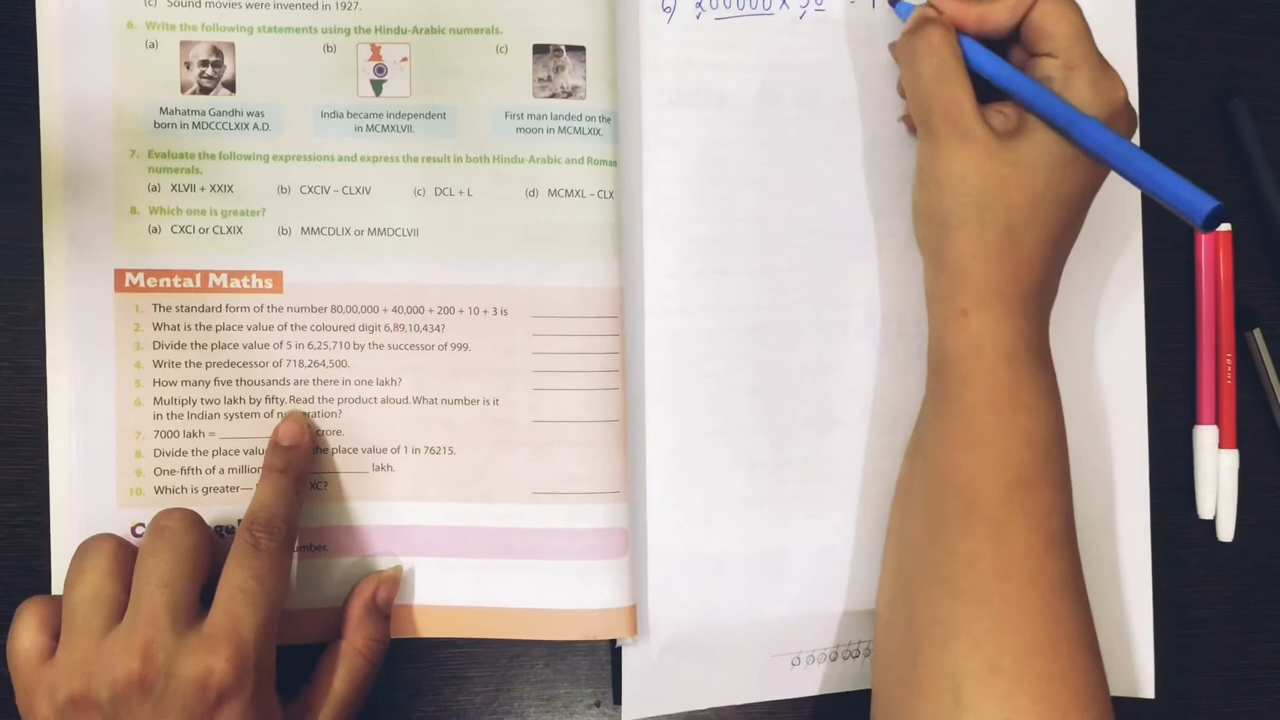 (c) Sound movies were invented in 1927.
6. Write the following statements using the Hindu-Arabic numerals.
(a) (b) (c)
Mahatma Gandhi was
born in MDCCCLXIX A.D.
India became independent
in MCMXLVII.
First man landed on the
moon in MCMLXIX.
7. Evaluate the following expressions and express the result in both Hindu-Arabic and Roman
numerals.
(a) XLVII + XXIX (b) CXCIV – CLXIV (c) DCL + L (d) MCMXL – CLX
8. Which one is greater?
(a) CXCI or CLXIX (b) MMCDLIX or MMDCLVII
Mental Maths
1. The standard form of the number 80,00,000 + 40,000 + 200 + 10 + 3 is
2. What is the place value of the coloured digit 6,89,10,434?
3. Divide the place value of 5 in 6,25,710 by the successor of 999.
4. Write the predecessor of 718,264,500.
5. How many five thousands are there in one lakh?
6. Multiply two lakh by fifty. Read the product aloud. What number is it
in the Indian system of
7. 7000 lakh = crore.
8. Divide the place place value of 1 in 76215.
9. One-fifth of a million lakh.
10. Which is greater— XC?
6) 200000 x 50 =